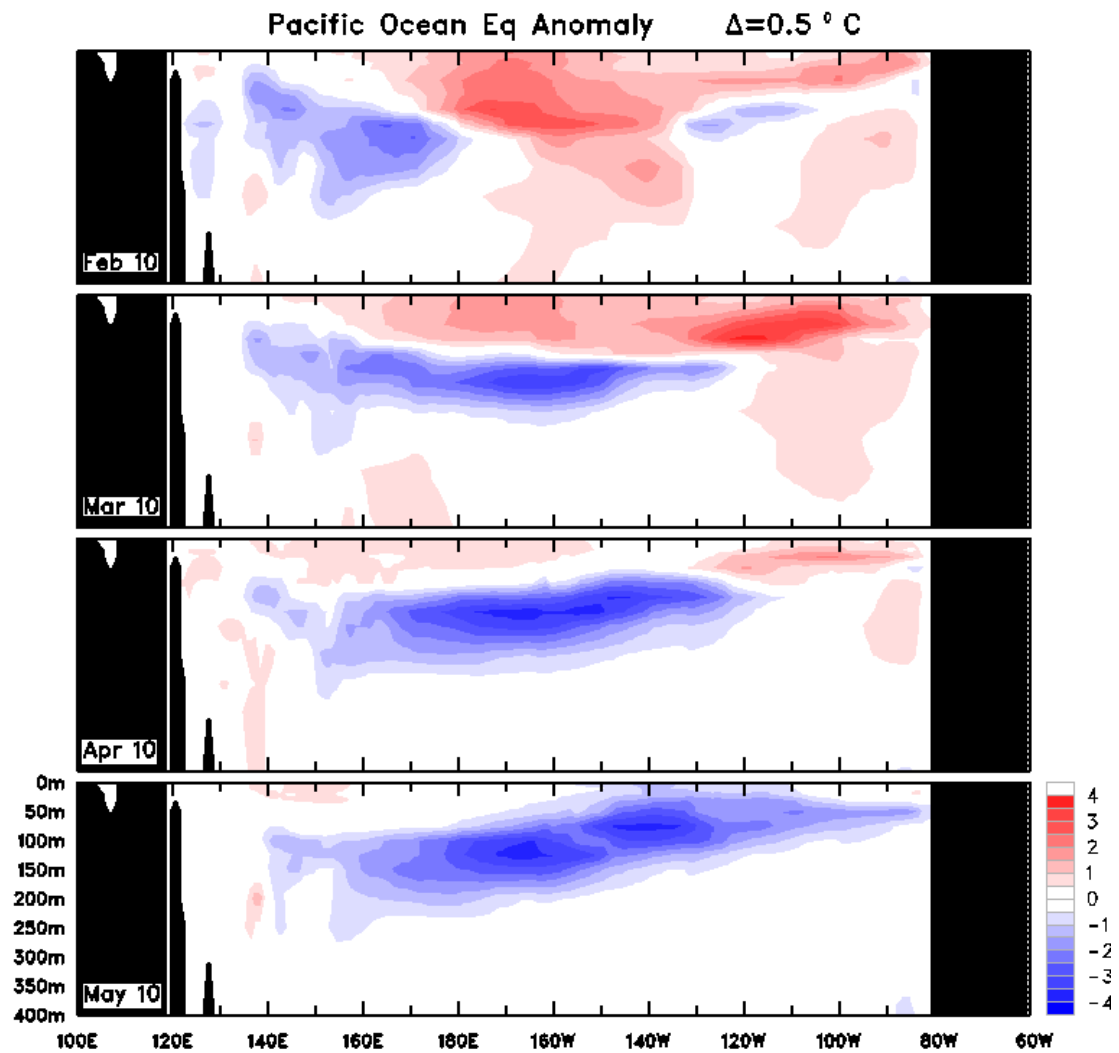 Pacific Ocean Eq Anomaly Δ=0.5 ° C
Feb 10
Mar 10
Apr 10
0m
50m
100m
150m
200m
250m
300m
350m
400m
May 10
4
3
2
1
0
-1
-2
-3
-4
100E 120E 140E 160E 180E 160W 140W 120W 100W 80W 60W